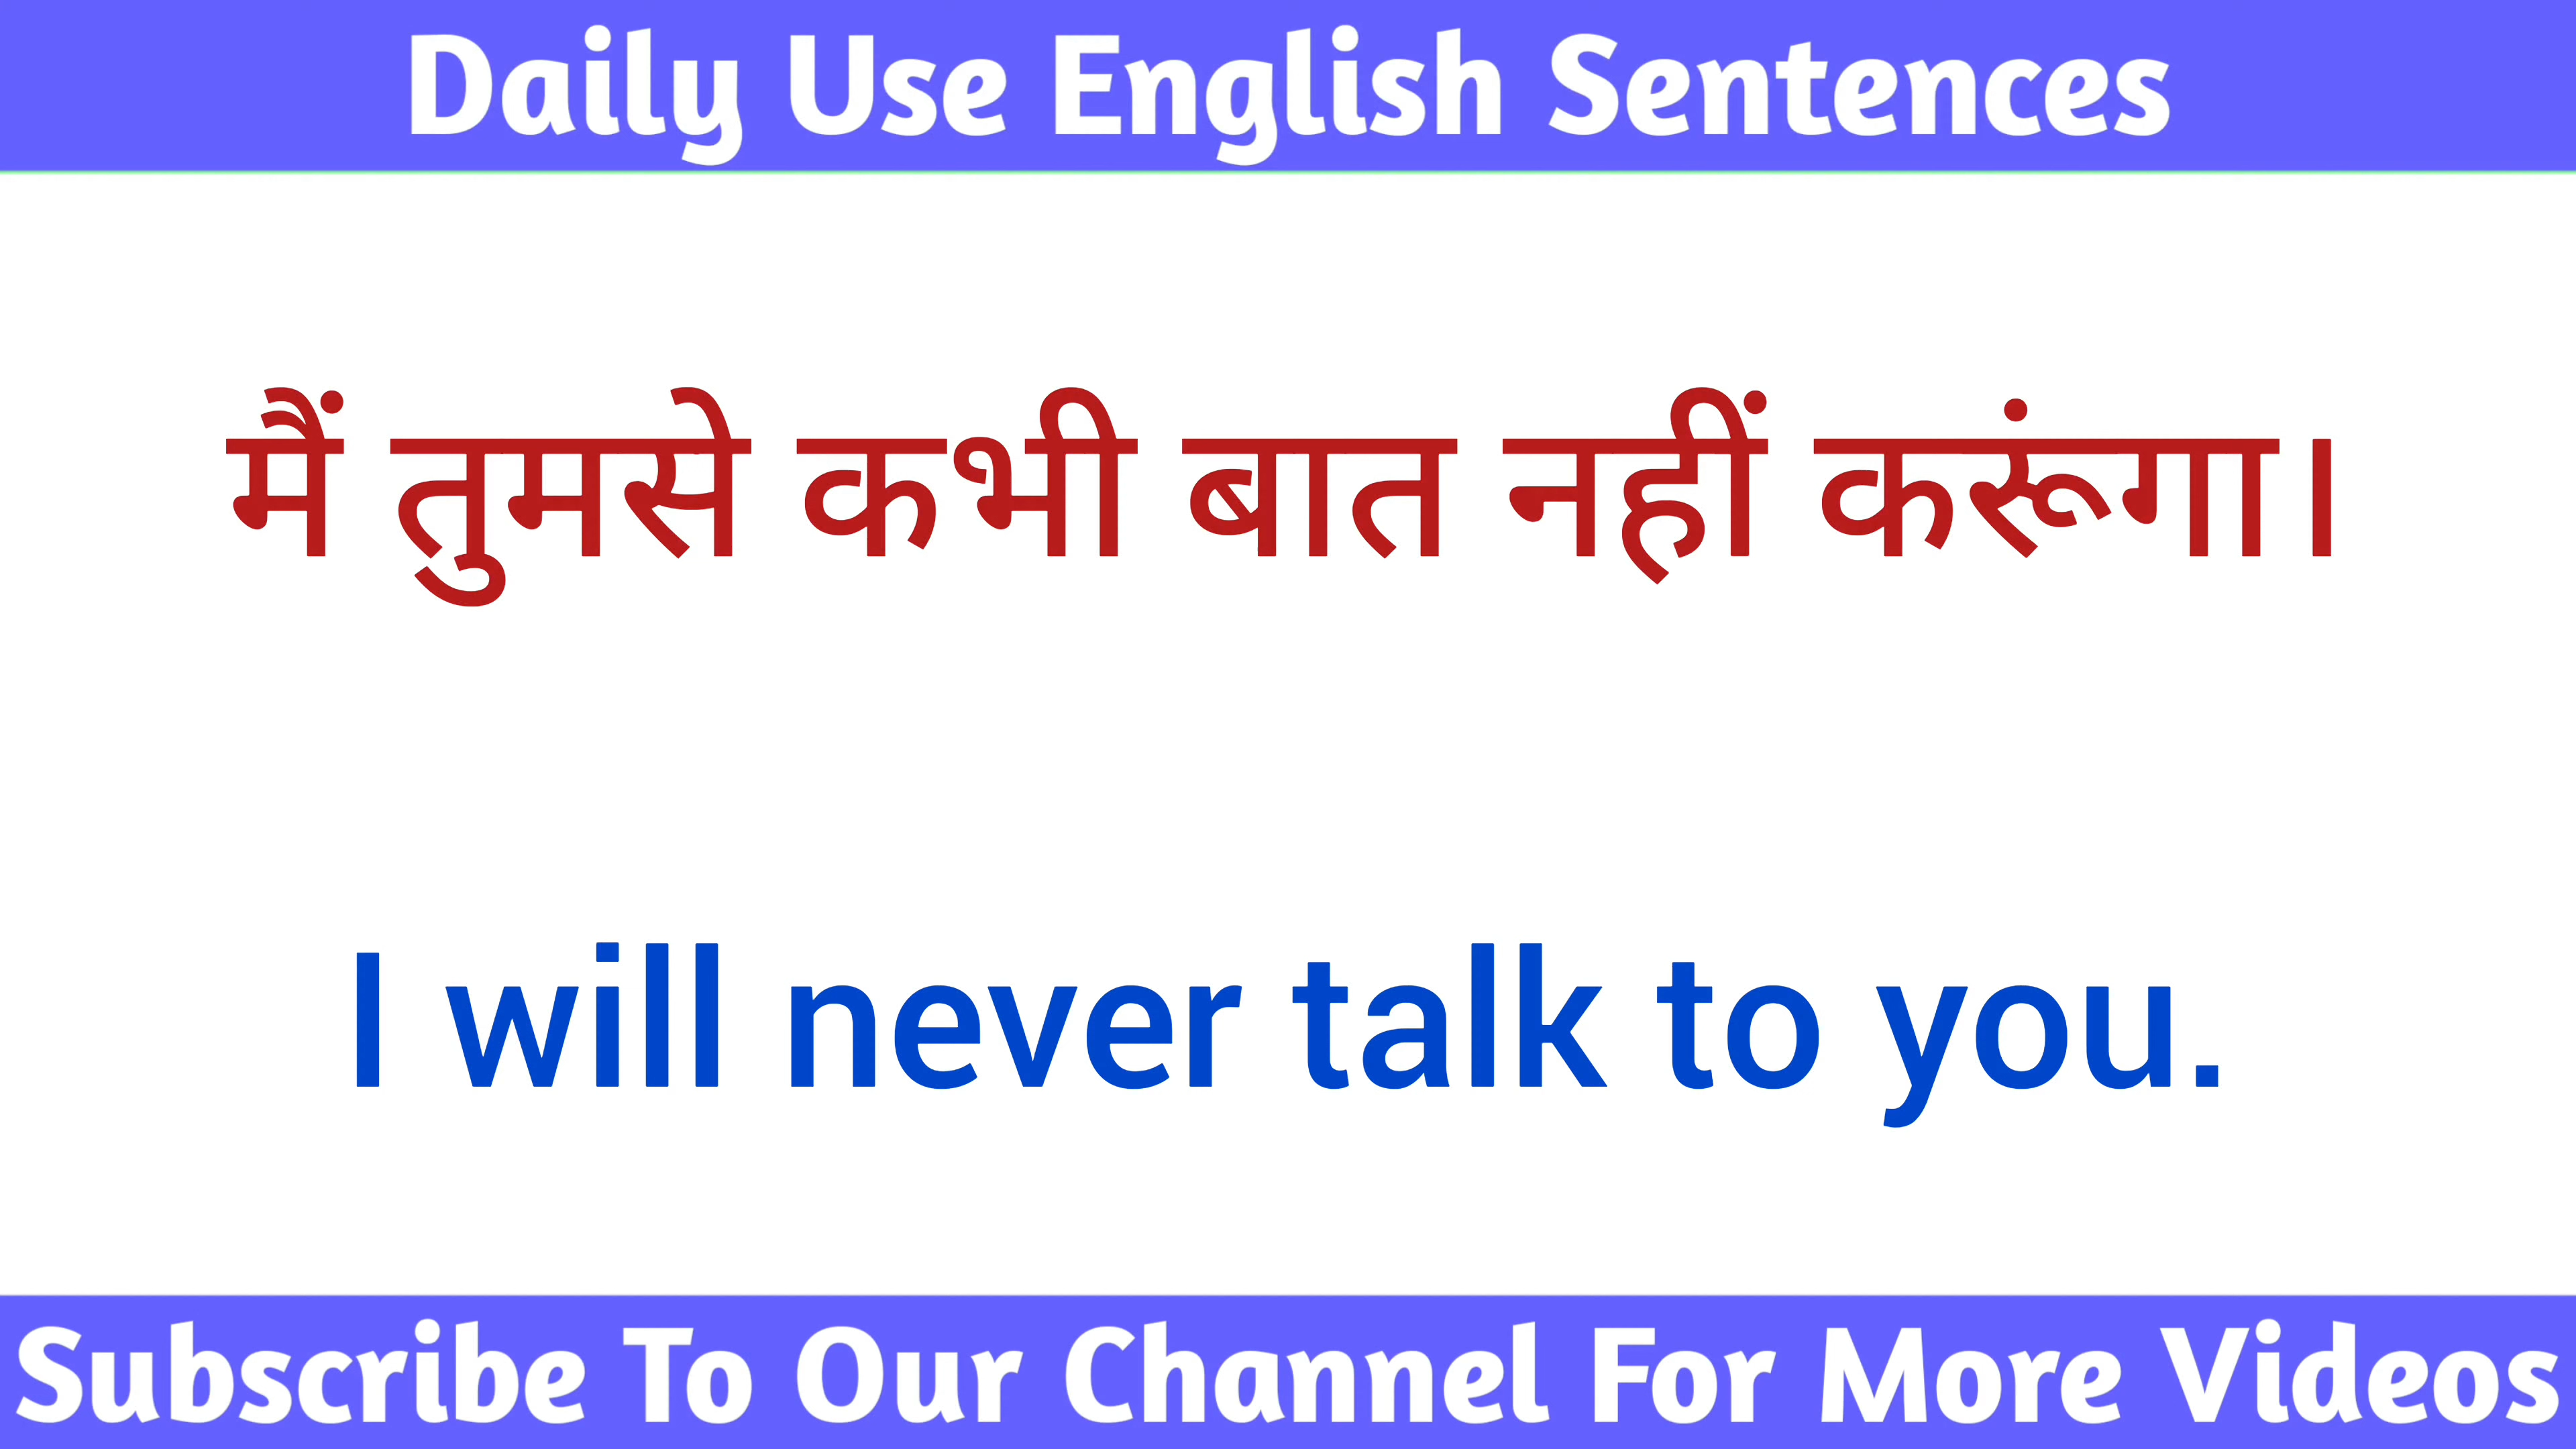 Daily Use English Sentences
मैं तुमसे कभी बात नहीं करूंगा।
I will never talk to you.
Subscribe To Our Channel For More Videos